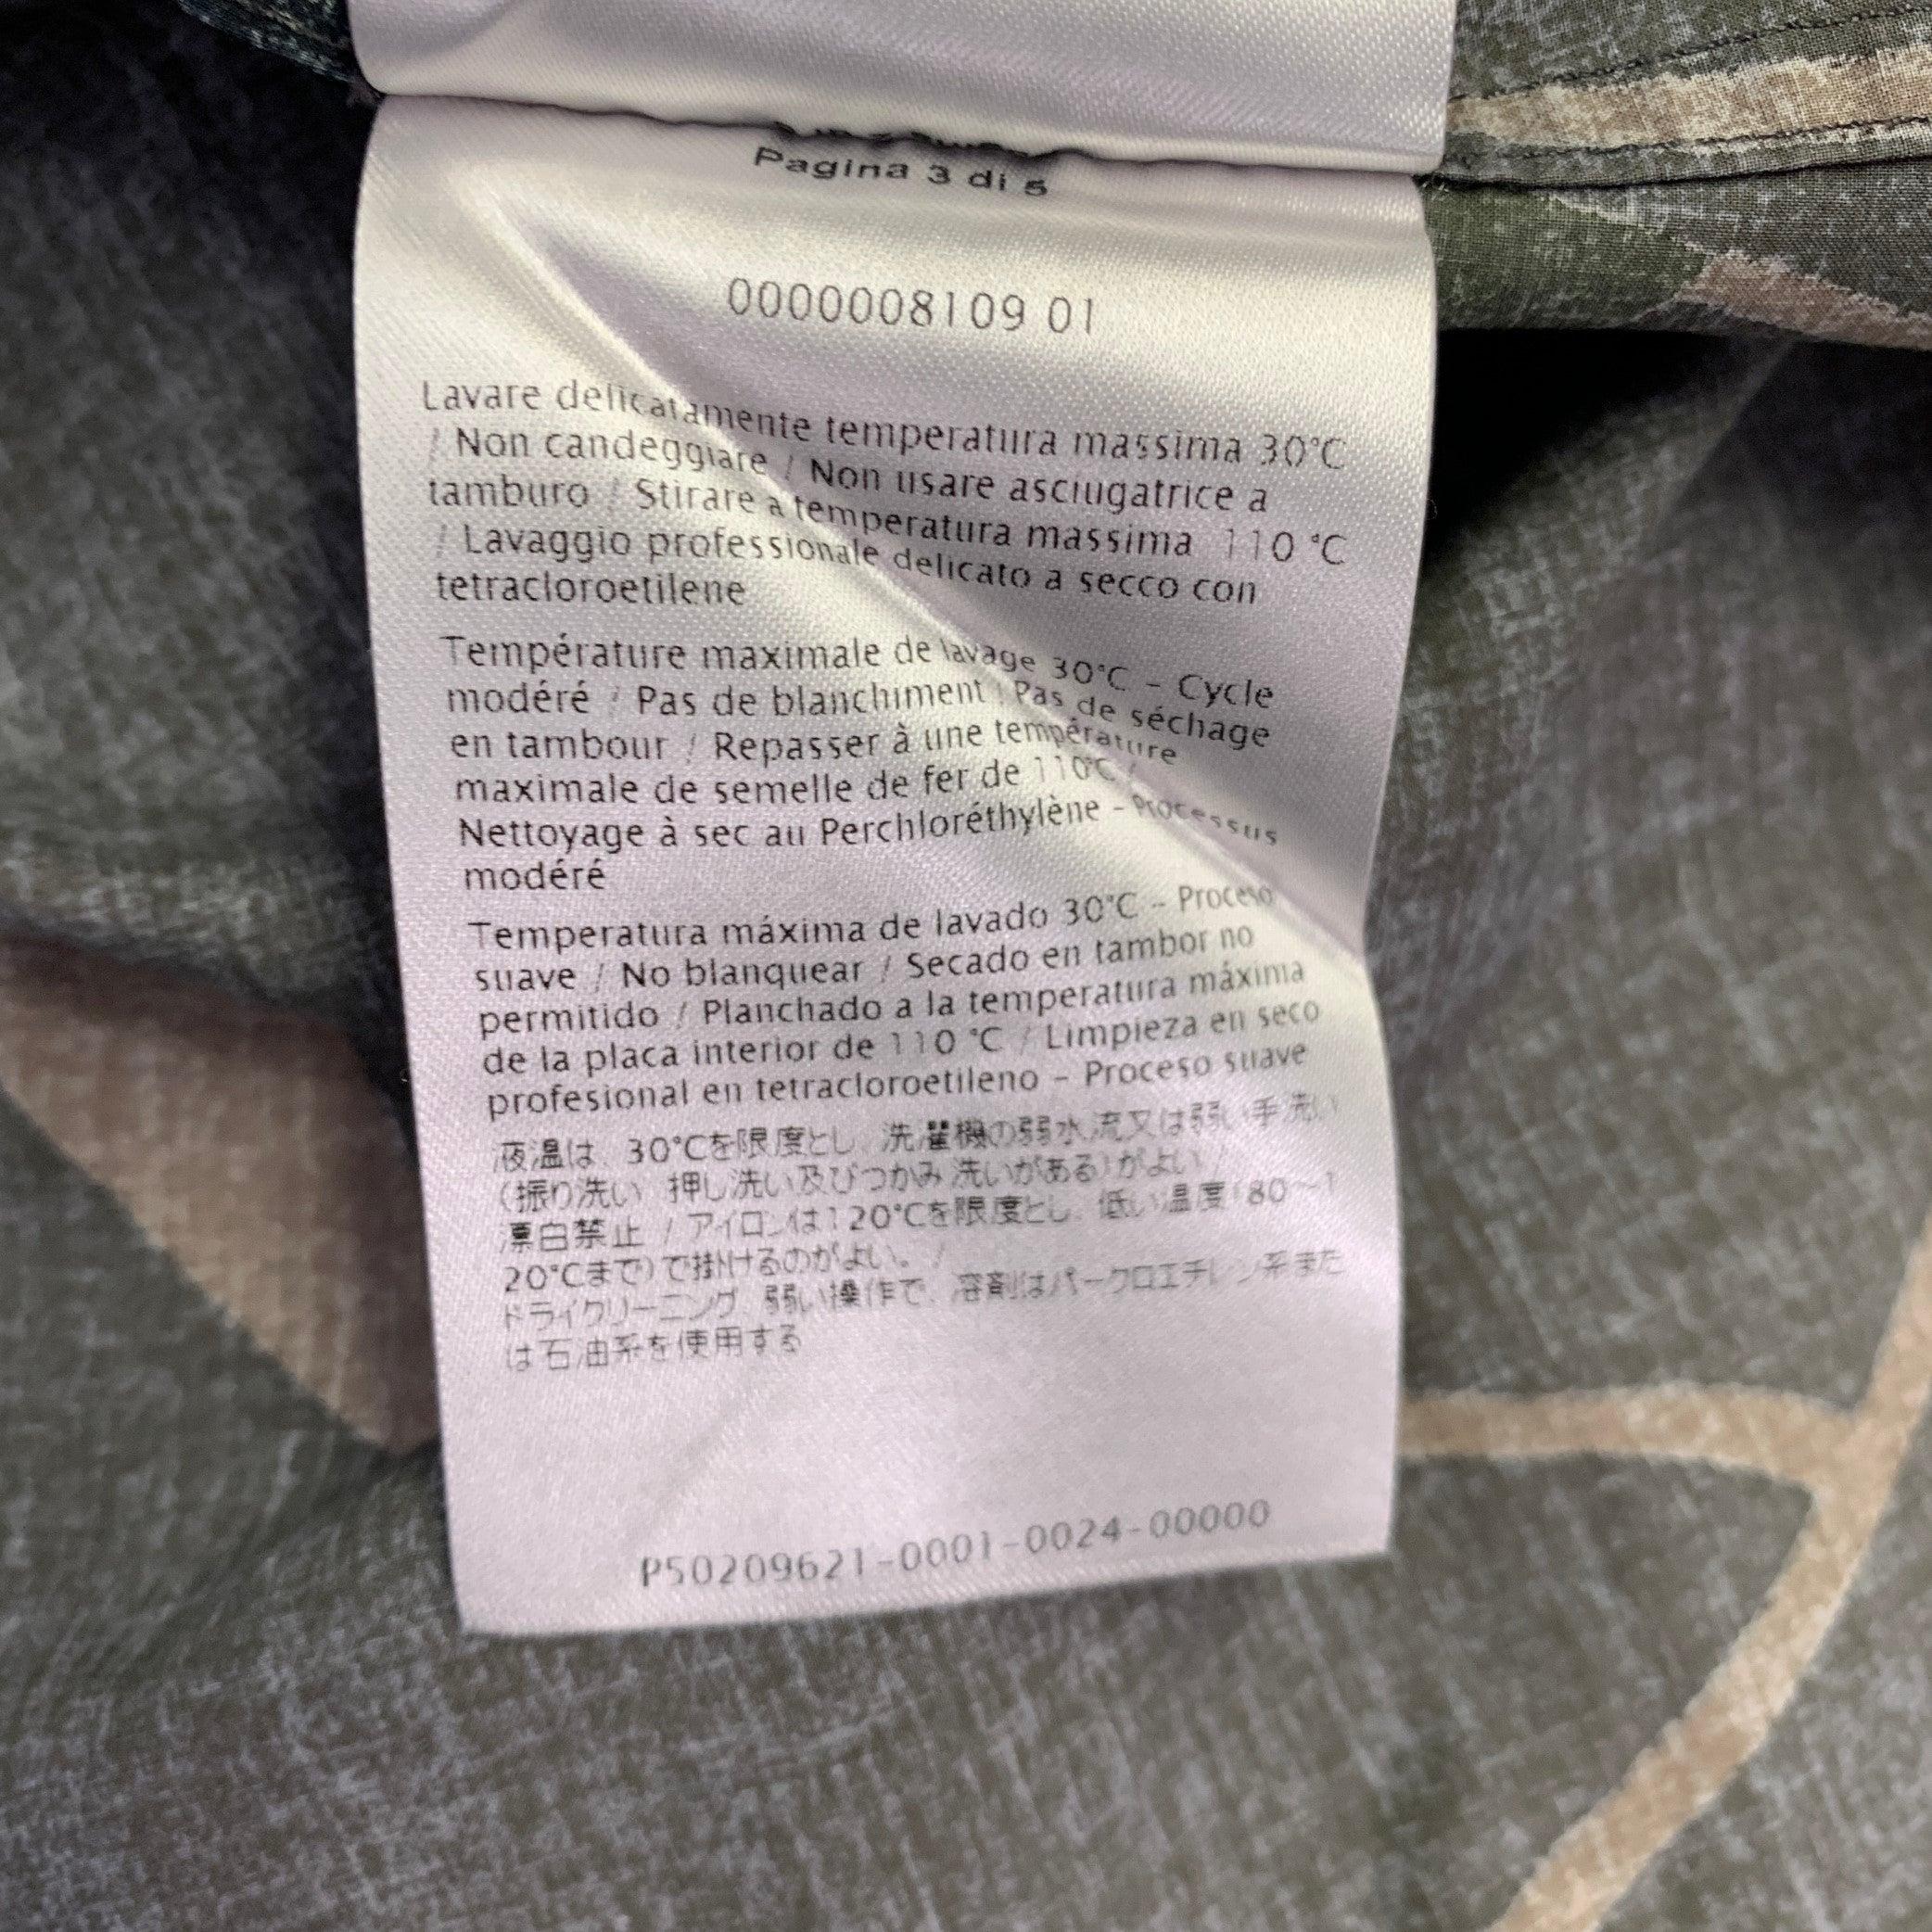 Pagina 3 di 5
0000008109 01
Lavare delicatamente temperatura massima 30°C
/ Non candeggiare / Non usare asciugatrice a
tamburo / Stirare a temperatura massima 110 °C
/ Lavaggio professionale delicato a secco con
tetracloroetilene
Température maximale de lavage 30°C - Cycle
modéré / Pas de blanchiment / Pas de séchage
en tambour / Repasser à une température
maximale de semelle de fer de 110°C /
Nettoyage à sec au Perchloréthylène - Processus
modéré
Temperatura máxima de lavado 30°C - Proceso
suave / No blanquear / Secado en tambor no
permitido / Planchado a la temperatura máxima
de la placa interior de 110 °C / Limpieza en seco
profesional en tetracloroetileno - Proceso suave
液温は、30°Cを限度とし、洗濯機の弱水流又は弱い手洗い
（振り洗い 押し洗い及びつかみ洗いがある）がよい /
漂白禁止 / アイロンは120°Cを限度とし、低い温度（80～1
20°Cまで）で掛けるのがよい。 /
ドライクリーニング、弱い操作で、溶剤はパークロエチレン系また
は石油系を使用する
P50209621-0001-0024-00000